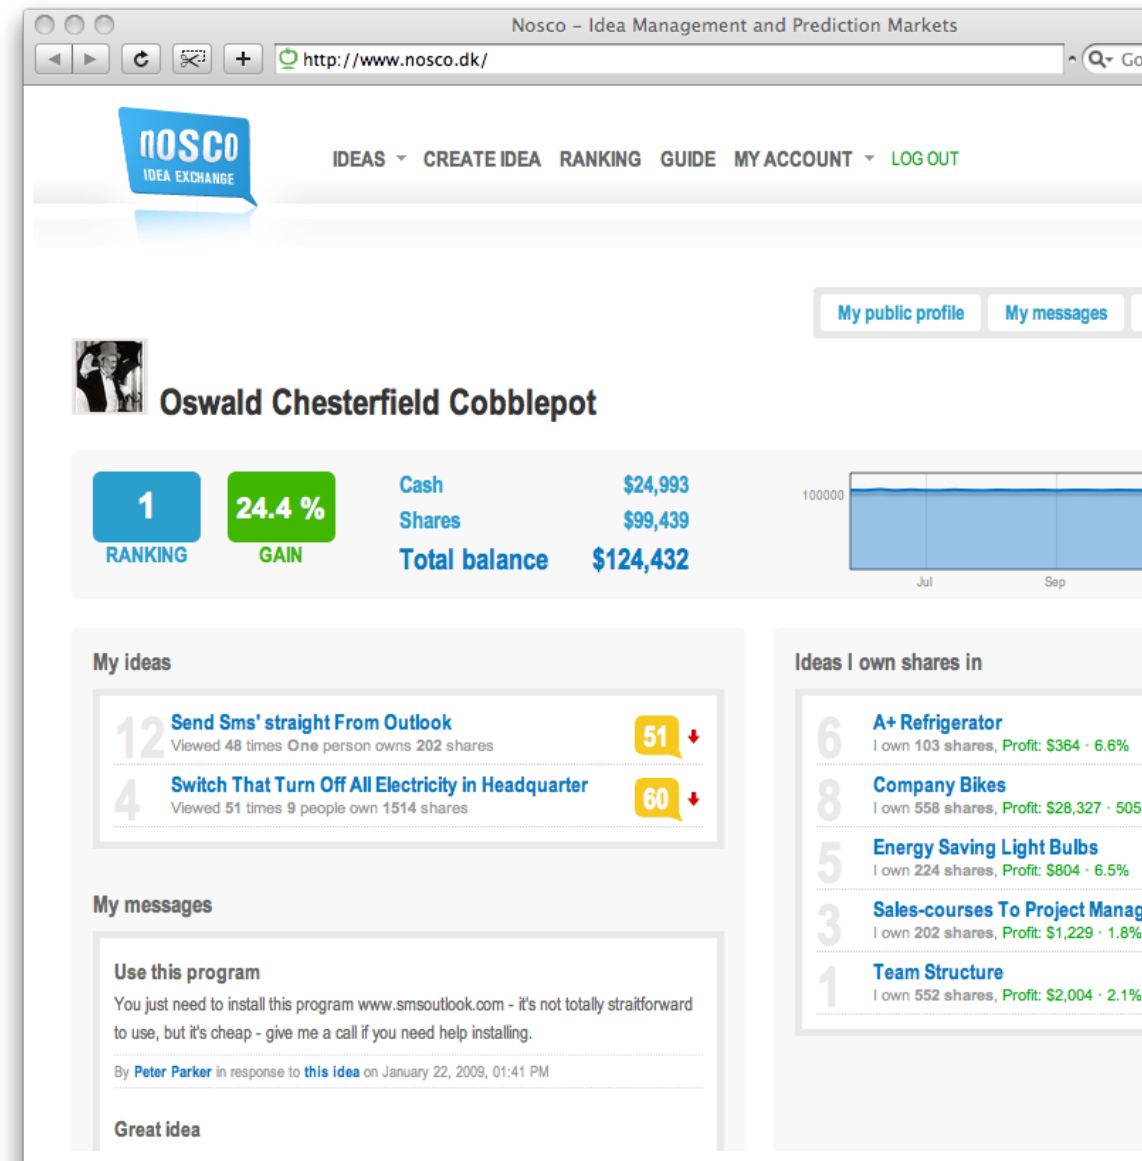 Nosco – Idea Management and Prediction Markets
http://www.nosco.dk/
Go
nosco
IDEA EXCHANGE
IDEAS CREATE IDEA RANKING GUIDE MY ACCOUNT LOG OUT
My public profile My messages
Oswald Chesterfield Cobblepot
1
RANKING
24.4 %
GAIN
Cash $24,993
Shares $99,439
Total balance $124,432
100000
Jul Sep
My ideas
12 Send Sms' straight From Outlook
Viewed 48 times One person owns 202 shares
51
4 Switch That Turn Off All Electricity in Headquarter
Viewed 51 times 9 people own 1514 shares
60
My messages
Use this program
You just need to install this program www.smsoutlook.com - it's not totally straitforward
to use, but it's cheap - give me a call if you need help installing.
By Peter Parker in response to this idea on January 22, 2009, 01:41 PM
Great idea
Ideas I own shares in
6 A+ Refrigerator
I own 103 shares, Profit: $364 · 6.6%
8 Company Bikes
I own 558 shares, Profit: $28,327 · 505
5 Energy Saving Light Bulbs
I own 224 shares, Profit: $804 · 6.5%
3 Sales-courses To Project Manag
I own 202 shares, Profit: $1,229 · 1.8%
1 Team Structure
I own 552 shares, Profit: $2,004 · 2.1%